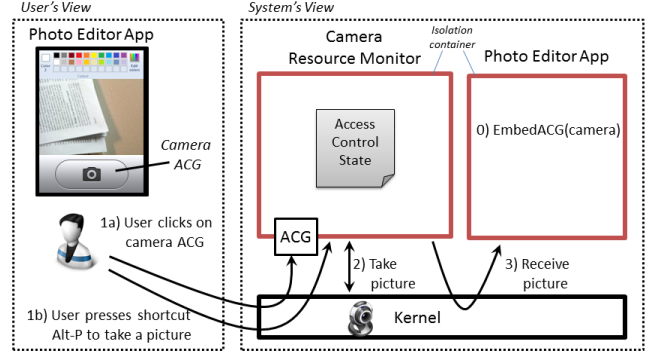 User's View
System's View
Photo Editor App
Camera
Resource Monitor
Isolation
container
Photo Editor App
Access
Control
State
0) EmbedACG(camera)
Camera
ACG
1a) User clicks on
camera ACG
ACG
2) Take
picture
3) Receive
picture
1b) User presses shortcut
Alt-P to take a picture
Kernel